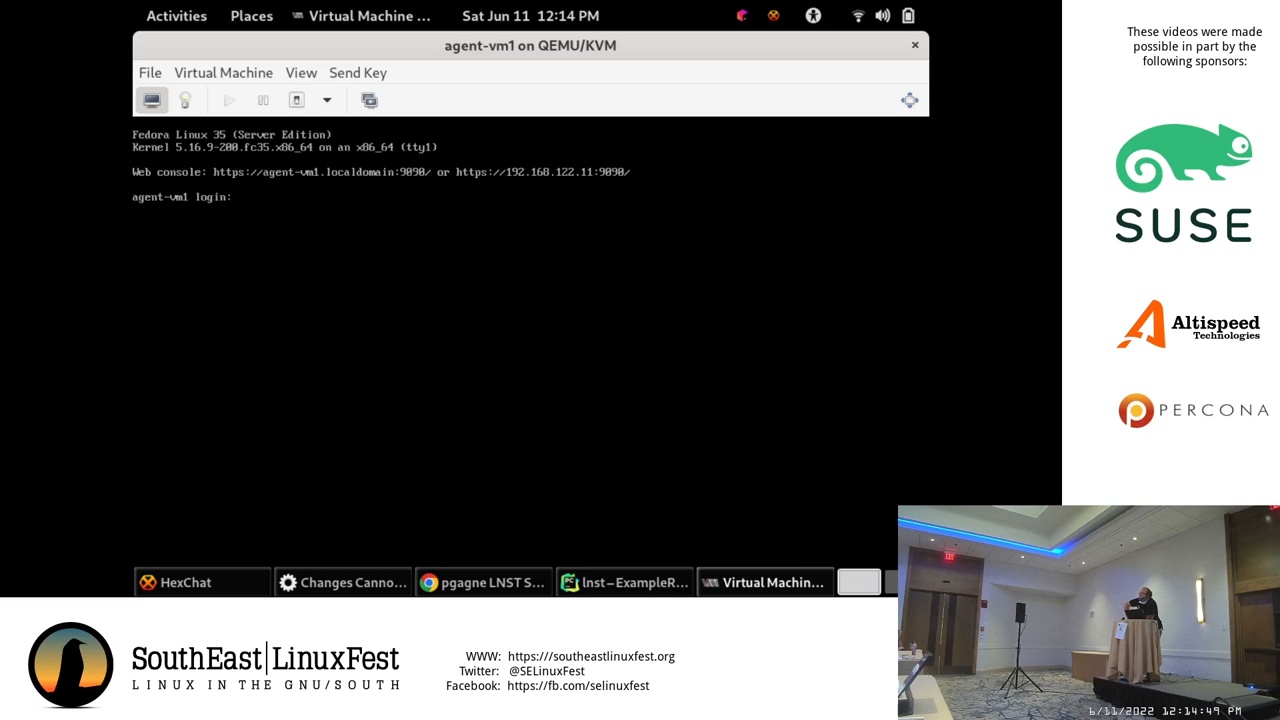 Activities Places Virtual Machine ... Sat Jun 11 12:14 PM
agent-vm1 on QEMU/KVM
File Virtual Machine View Send Key
Fedora Linux 35 (Server Edition)
Kernel 5.16.9-200.fc35.x86_64 on an x86_64 (tty1)
Web console: https://agent-vm1.localdomain:9090/ or https://192.168.122.11:9090/
agent-vm1 login:
HexChat Changes Canno... pgagne LNST S... lnst – ExampleR... Virtual Machin...
These videos were made
possible in part by the
following sponsors:
SUSE
Altispeed
Technologies
PERCONA
SouthEast LinuxFest
LINUX IN THE GNU/SOUTH
WWW: https:///southeastlinuxfest.org
Twitter: @SELinuxFest
Facebook: https://fb.com/selinuxfest
EXIT
6/11/2022 12:14:49 PM